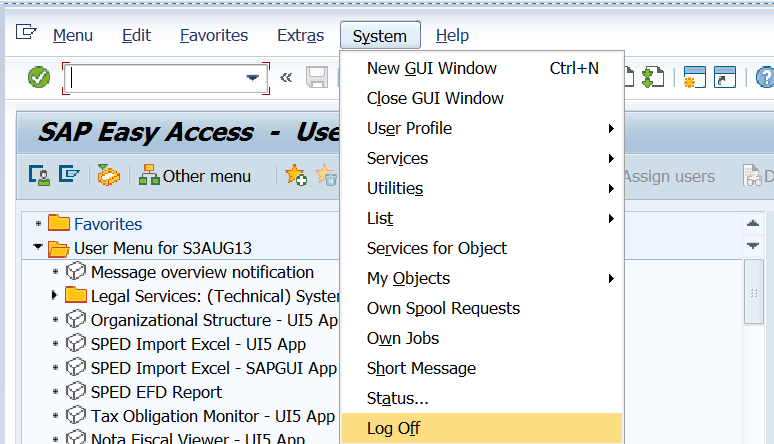 Menu Edit Favorites Extras System Help
New GUI Window Ctrl+N
Close GUI Window
User Profile
Services
Utilities
List
Services for Object
My Objects
Own Spool Requests
Own Jobs
Short Message
Status...
Log Off
SAP Easy Access - Use
Other menu
Assign users
D
Favorites
User Menu for S3AUG13
Message overview notification
Legal Services: (Technical) System
Organizational Structure - UI5 App
SPED Import Excel - UI5 App
SPED Import Excel - SAPGUI App
SPED EFD Report
Tax Obligation Monitor - UI5 App
Nota Fiscal Viewer - UI5 App